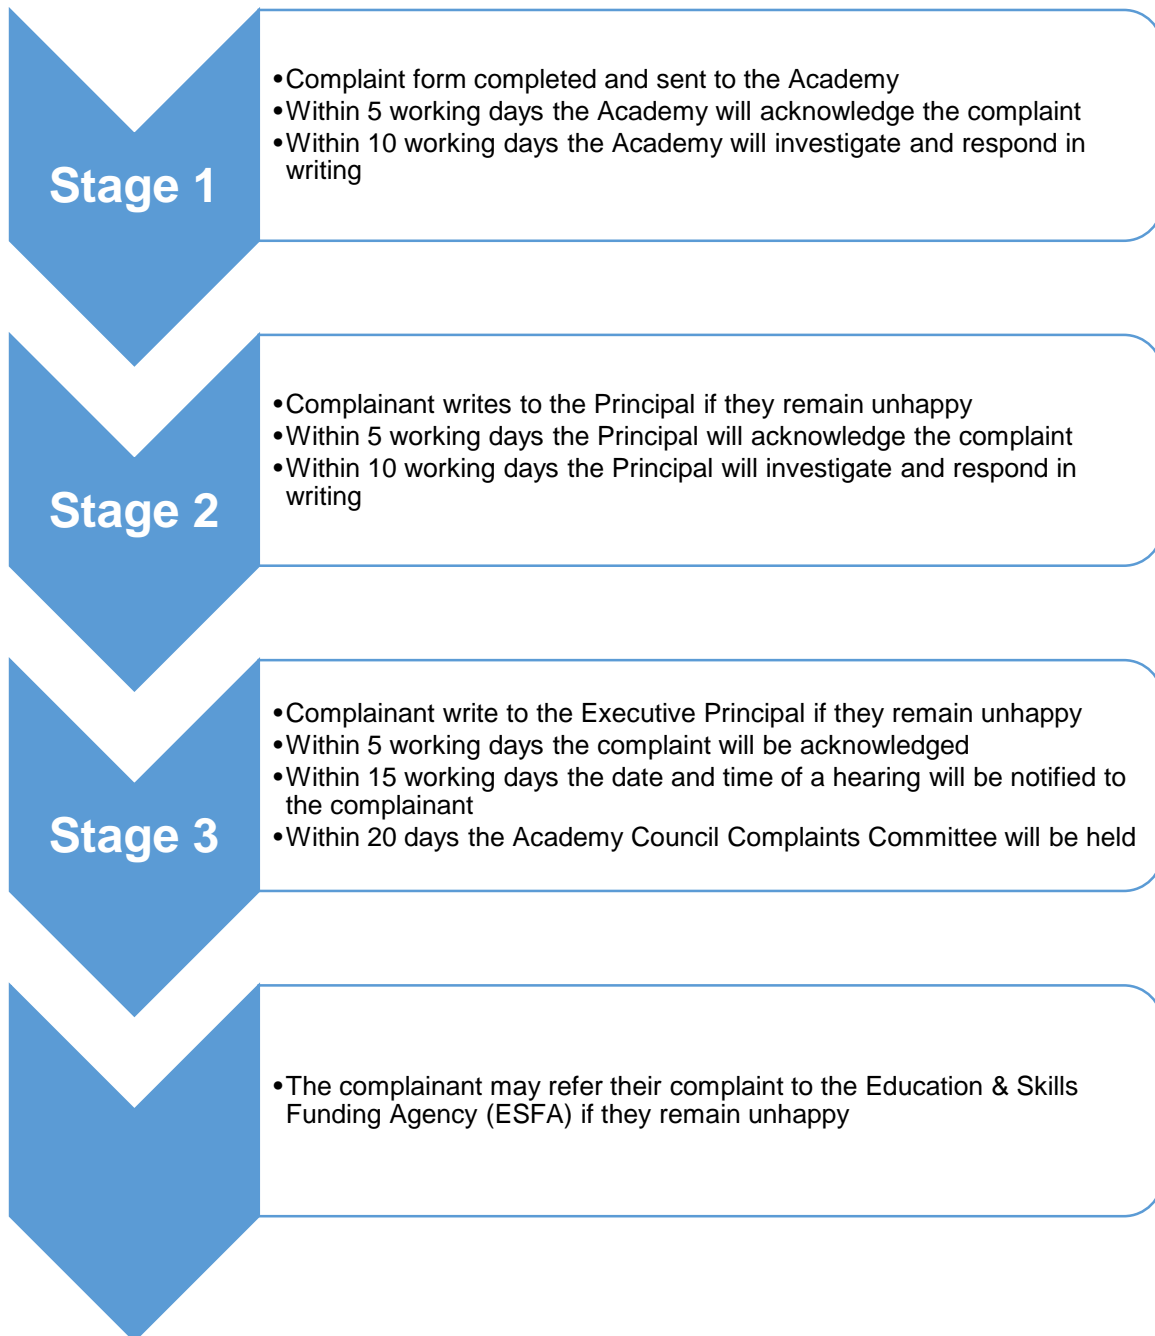 •Complaint form completed and sent to the Academy
•Within 5 working days the Academy will acknowledge the complaint
•Within 10 working days the Academy will investigate and respond in
writing
Stage 1
•Complainant writes to the Principal if they remain unhappy
•Within 5 working days the Principal will acknowledge the complaint
•Within 10 working days the Principal will investigate and respond in
writing
Stage 2
•Complainant write to the Executive Principal if they remain unhappy
•Within 5 working days the complaint will be acknowledged
•Within 15 working days the date and time of a hearing will be notified to
the complainant
•Within 20 days the Academy Council Complaints Committee will be held
Stage 3
•The complainant may refer their complaint to the Education & Skills
Funding Agency (ESFA) if they remain unhappy